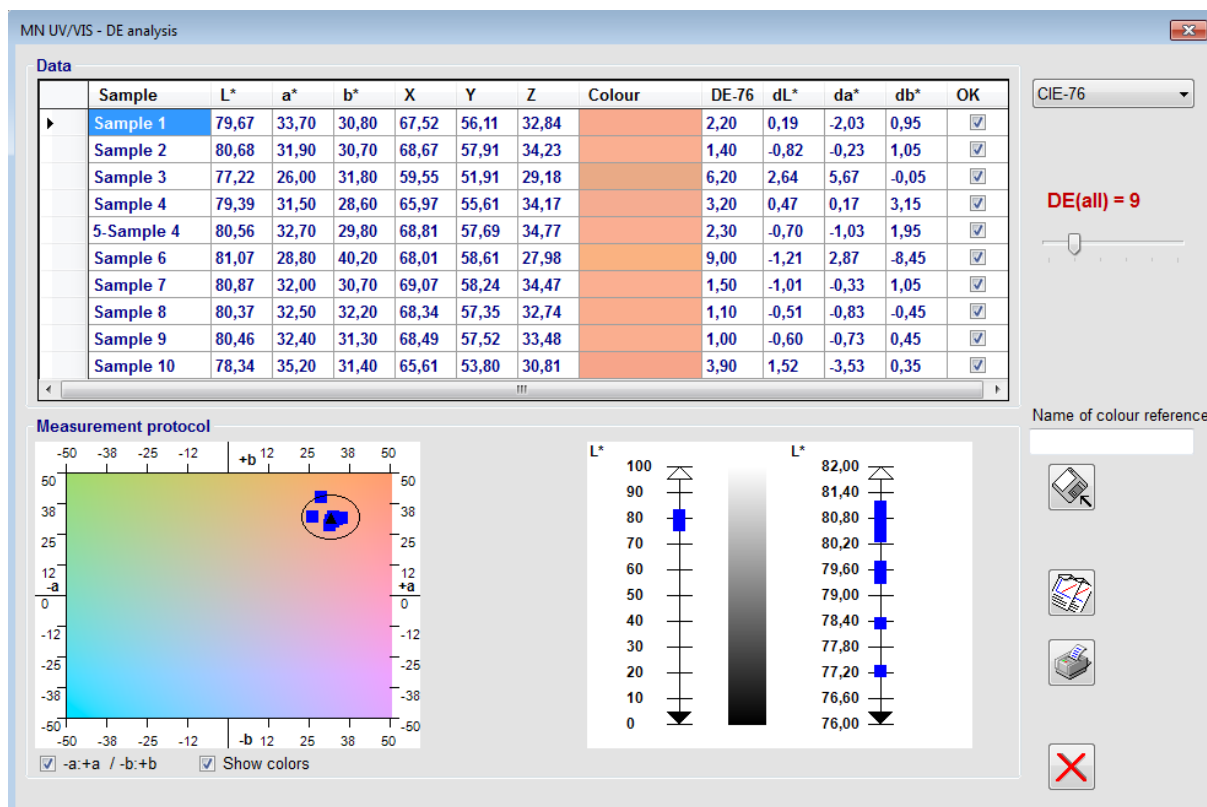 MN UV/VIS - DE analysis
Data
Sample L* a* b* X Y Z Colour DE-76 dL* da* db* OK
Sample 1 79,67 33,70 30,80 67,52 56,11 32,84 2,20 0,19 -2,03 0,95
Sample 2 80,68 31,90 30,70 68,67 57,91 34,23 1,40 -0,82 -0,23 1,05
Sample 3 77,22 26,00 31,80 59,55 51,91 29,18 6,20 2,64 5,67 -0,05
Sample 4 79,39 31,50 28,60 65,97 55,61 34,17 3,20 0,47 0,17 3,15
5-Sample 4 80,56 32,70 29,80 68,81 57,69 34,77 2,30 -0,70 -1,03 1,95
Sample 6 81,07 28,80 40,20 68,01 58,61 27,98 9,00 -1,21 2,87 -8,45
Sample 7 80,87 32,00 30,70 69,07 58,24 34,47 1,50 -1,01 -0,33 1,05
Sample 8 80,37 32,50 32,20 68,34 57,35 32,74 1,10 -0,51 -0,83 -0,45
Sample 9 80,46 32,40 31,30 68,49 57,52 33,48 1,00 -0,60 -0,73 0,45
Sample 10 78,34 35,20 31,40 65,61 53,80 30,81 3,90 1,52 -3,53 0,35
CIE-76
DE(all) = 9
Name of colour reference
Measurement protocol
-50 -38 -25 -12 +b 12 25 38 50
50 50
38 38
25 25
12 12
-a +a
0 0
-12 -12
-25 -25
-38 -38
-50 -50
-50 -38 -25 -12 -b 12 25 38 50
-a:+a / -b:+b Show colors
L* L*
100 82,00
90 81,40
80 80,80
70 80,20
60 79,60
50 79,00
40 78,40
30 77,80
20 77,20
10 76,60
0 76,00